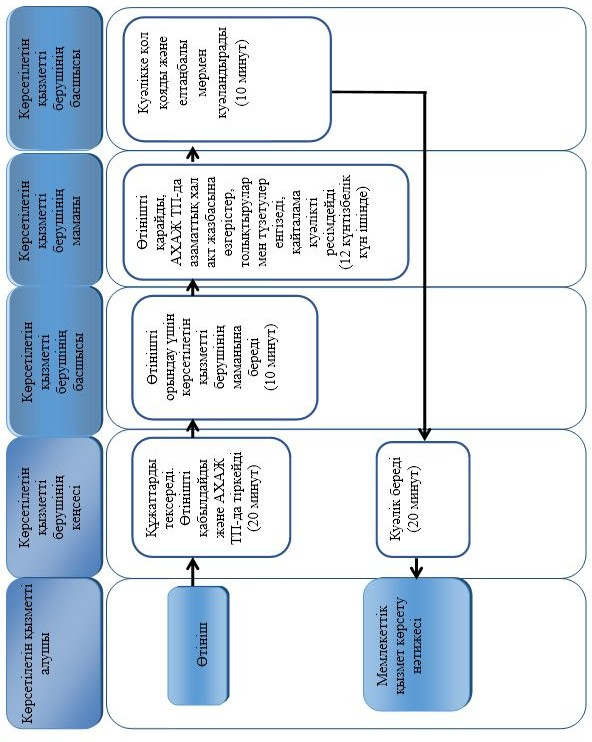 Көрсетілетін қызметті
алушы
Көрсетілетін
қызметті
берушінің
кеңсесі
Көрсетілетін
қызметті
берушінің
басшысы
Көрсетілетін
қызметті
берушінің
маманы
Көрсетілетін
қызметті
берушінің
басшысы
Өтініш
Құжаттарды
тексереді.
Өтінішті
қабылдайды
және АХАЖ
ТП-да тіркейді
(20 минут)
Өтінішті
орындау үшін
көрсетілетін
қызметті
берушінің
маманына
береді
(10 минут)
Өтінішті
қарайды,
АХАЖ ТП-да
азаматтық хал
акт жазбасына
өзгерістер,
толықтырулар
мен түзетулер
енгізеді,
қайталама
куәлікті
ресімдейді
(12 күнтізбелік
күн ішінде)
Куәлікке қол
қояды және
елтаңбалы
мөрмен
куәландырады
(10 минут)
Куәлік береді
(20 минут)
Мемлекеттік
қызмет көрсету
нәтижесі